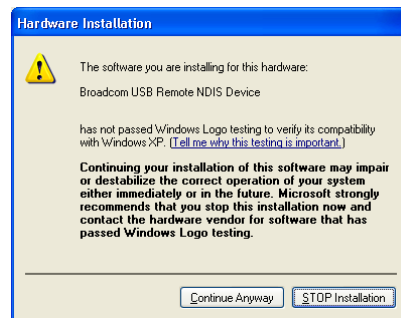 Hardware Installation
The software you are installing for this hardware:
Broadcom USB Remote NDIS Device
has not passed Windows Logo testing to verify its compatibility
with Windows XP. (Tell me why this testing is important.)
Continuing your installation of this software may impair
or destabilize the correct operation of your system
either immediately or in the future. Microsoft strongly
recommends that you stop this installation now and
contact the hardware vendor for software that has
passed Windows Logo testing.
Continue Anyway STOP Installation